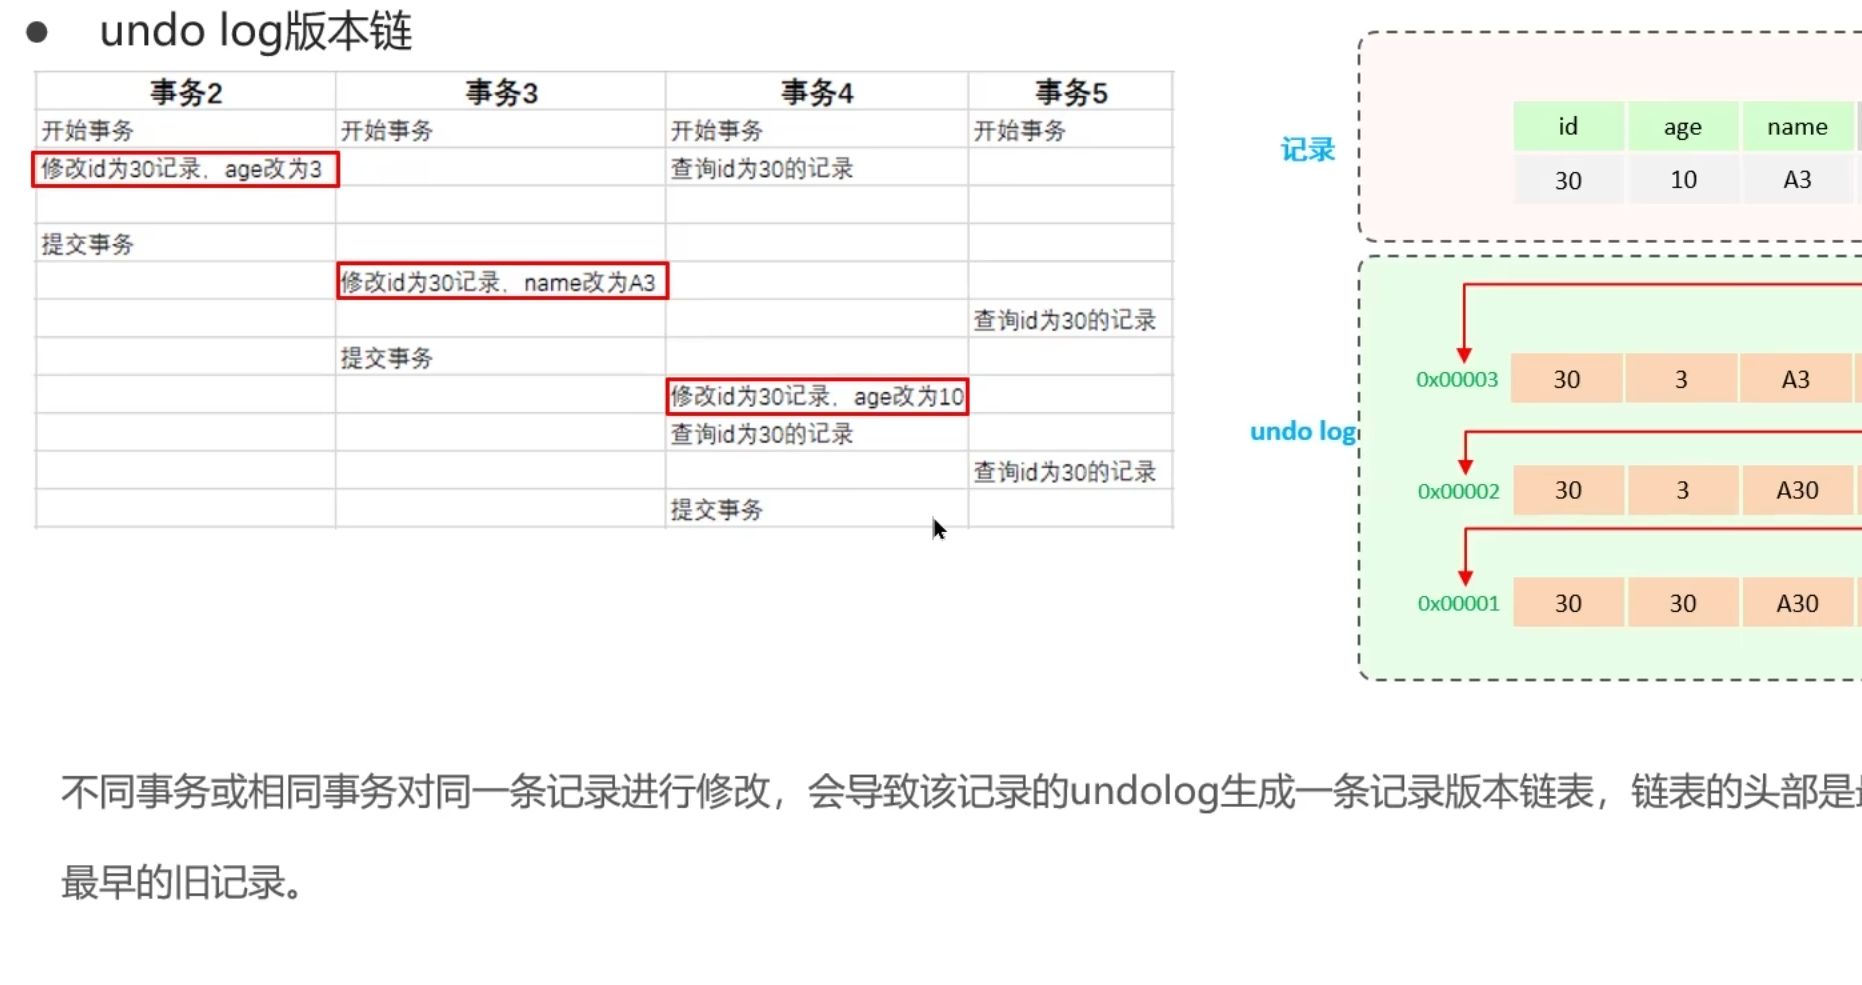 undo log版本链
事务2 事务3 事务4 事务5
开始事务 开始事务 开始事务 开始事务
修改id为30记录，age改为3 查询id为30的记录
提交事务
修改id为30记录，name改为A3
查询id为30的记录
提交事务
修改id为30记录，age改为10
查询id为30的记录
查询id为30的记录
提交事务
记录
id age name
30 10 A3
undo log
0x00003 30 3 A3
0x00002 30 3 A30
0x00001 30 30 A30
不同事务或相同事务对同一条记录进行修改，会导致该记录的undolog生成一条记录版本链表，链表的头部是
最早的旧记录。